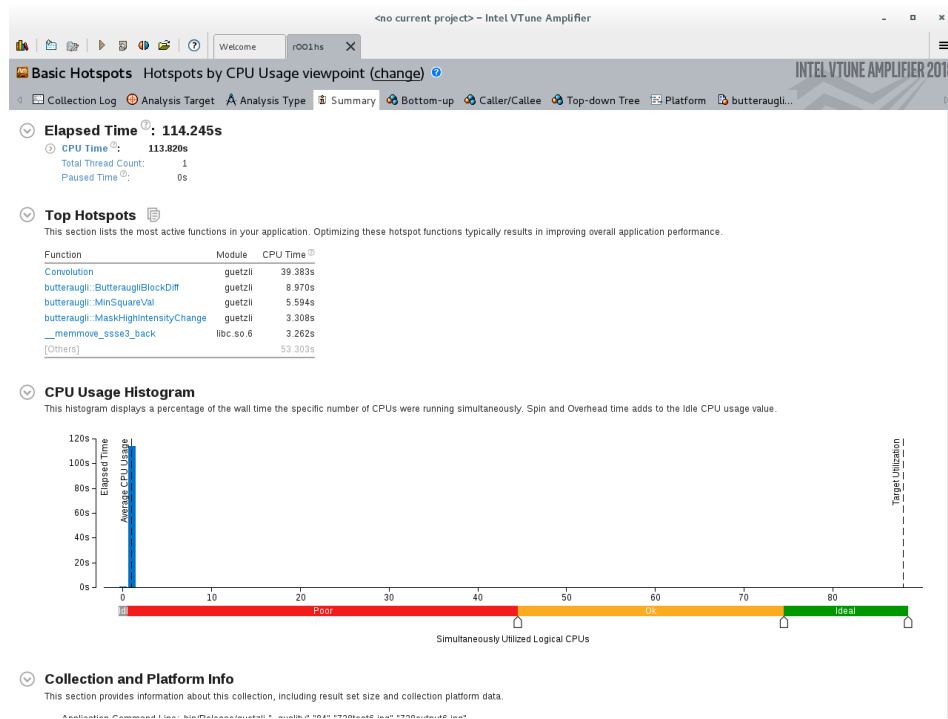 <no current project> – Intel VTune Amplifier
Welcome r001hs
Basic Hotspots Hotspots by CPU Usage viewpoint (change)
INTEL VTUNE AMPLIFIER 201
Collection Log Analysis Target Analysis Type Summary Bottom-up Caller/Callee Top-down Tree Platform butteraugli...
Elapsed Time : 114.245s
CPU Time : 113.820s
Total Thread Count: 1
Paused Time : 0s
Top Hotspots
This section lists the most active functions in your application. Optimizing these hotspot functions typically results in improving overall application performance.
Function Module CPU Time
Convolution guetzli 39.383s
butteraugli::ButteraugliBlockDiff guetzli 8.970s
butteraugli::MinSquareVal guetzli 5.594s
butteraugli::MaskHighIntensityChange guetzli 3.308s
__memmove_ssse3_back libc.so.6 3.262s
[Others] 53.303s
CPU Usage Histogram
This histogram displays a percentage of the wall time the specific number of CPUs were running simultaneously. Spin and Overhead time adds to the Idle CPU usage value.
120s
100s
80s
60s
40s
20s
0s
Elapsed Time
Average CPU Usage
Target Utilization
0 10 20 30 40 50 60 70 80
Id Poor Ok Ideal
Simultaneously Utilized Logical CPUs
Collection and Platform Info
This section provides information about this collection, including result set size and collection platform data.
Application Command Line: